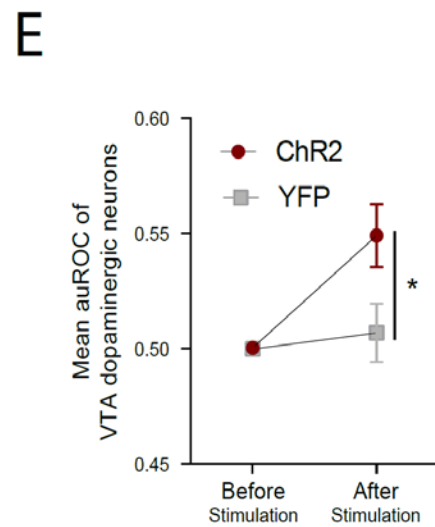 E
0.60
ChR2
YFP
0.55
*
0.50
0.45
Mean auROC of
VTA dopaminergic neurons
Before
Stimulation
After
Stimulation